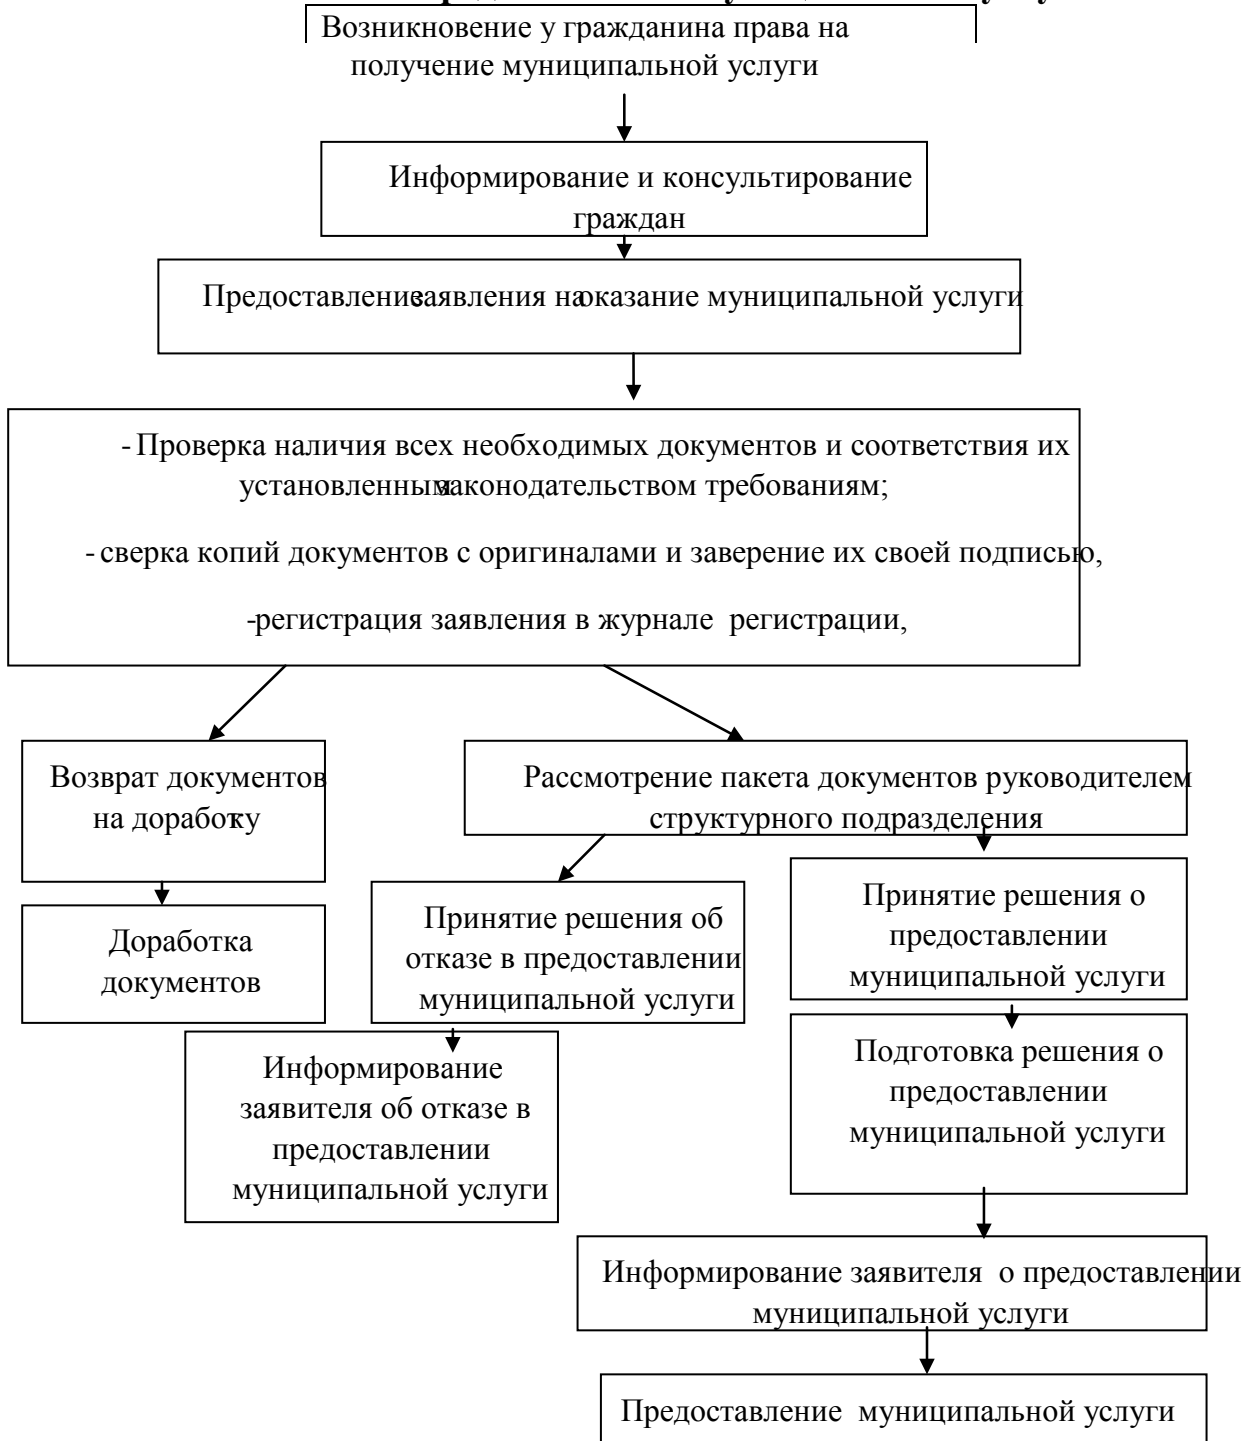 Возникновение у гражданина права на
получение муниципальной услуги
Информирование и консультирование
граждан
Предоставление заявления на оказание муниципальной услуги
- Проверка наличия всех необходимых документов и соответствия их
установленным законодательством требованиям;
- сверка копий документов с оригиналами и заверение их своей подписью,
-регистрация заявления в журнале регистрации,
Возврат документов
на доработку
Рассмотрение пакета документов руководителем
структурного подразделения
Доработка
документов
Принятие решения об
отказе в предоставлении
муниципальной услуги
Принятие решения о
предоставлении
муниципальной услуги
Информирование
заявителя об отказе в
предоставлении
муниципальной услуги
Подготовка решения о
предоставлении
муниципальной услуги
Информирование заявителя о предоставлении
муниципальной услуги
Предоставление муниципальной услуги